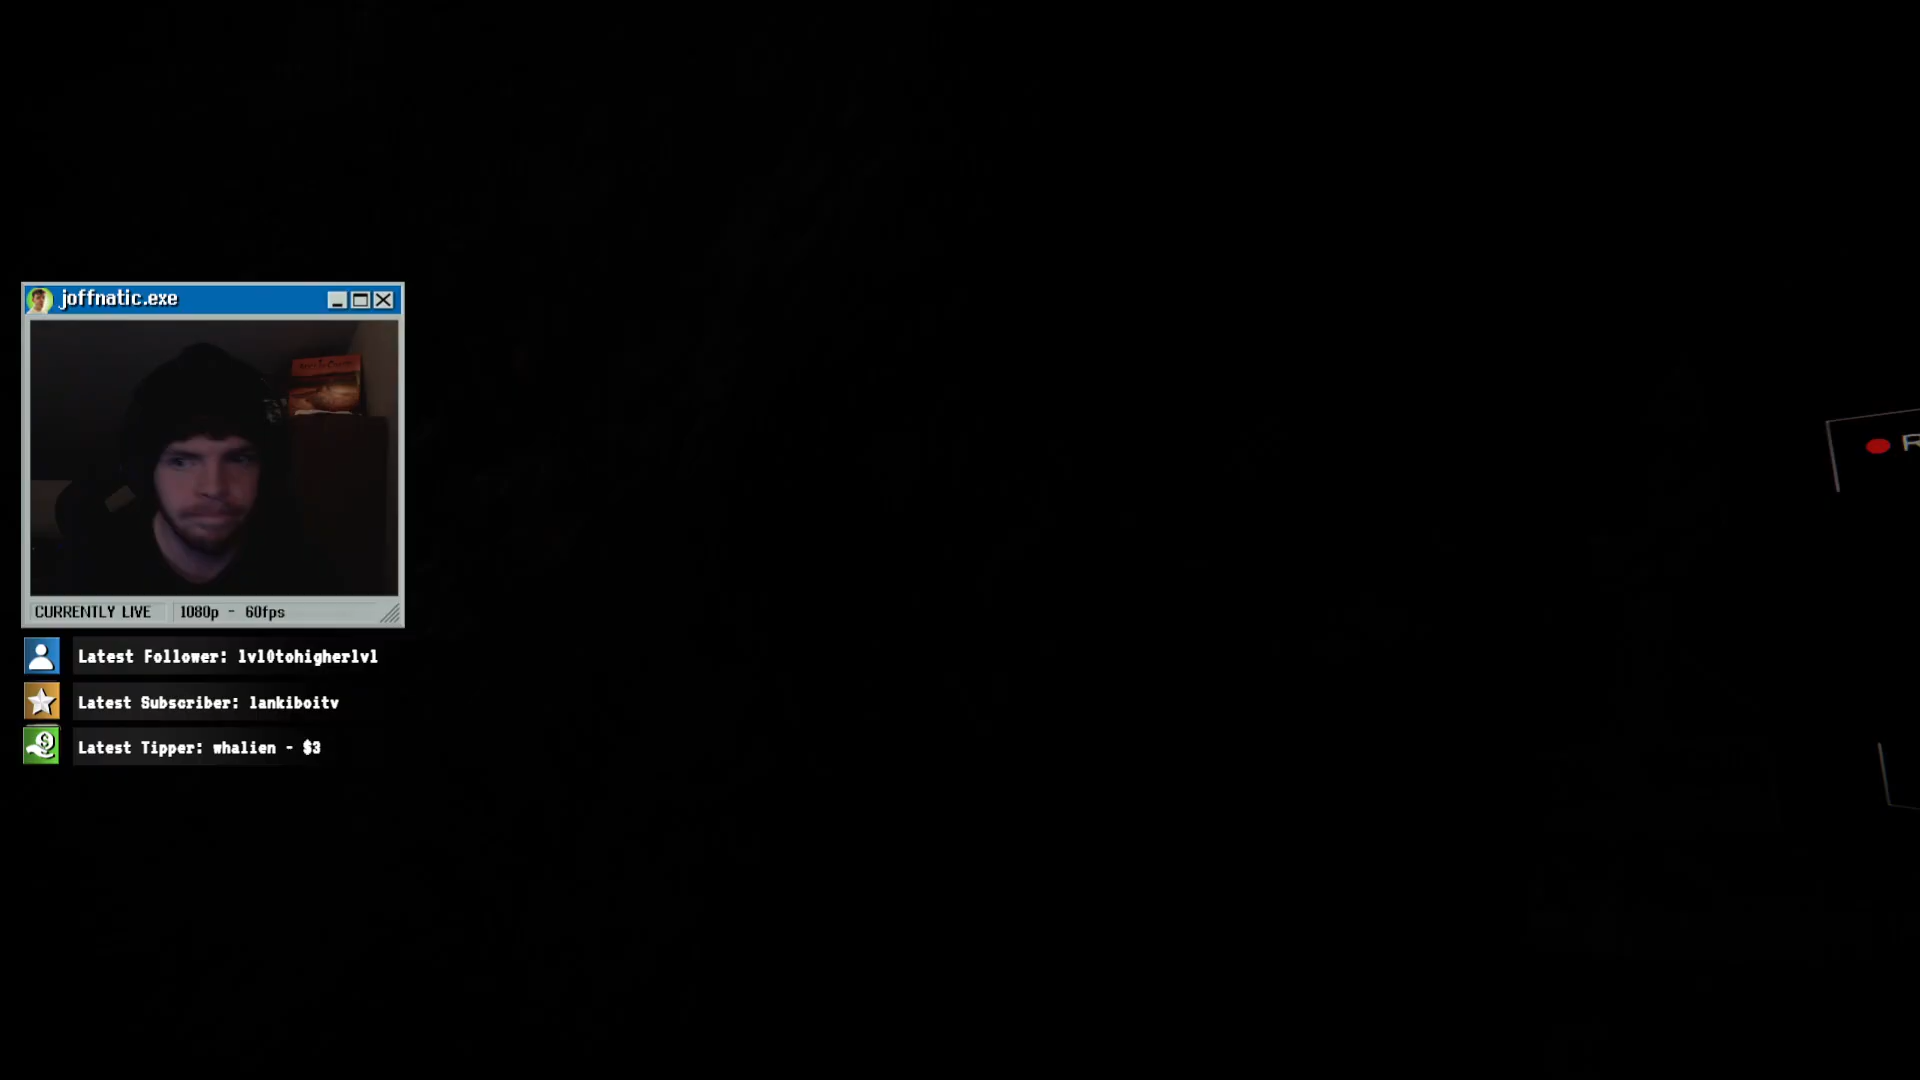 joffnatic.exe
CURRENTLY LIVE
1080p - 60fps
Latest Follower: lvl0tohigherlvl
Latest Subscriber: lankiboitv
Latest Tipper: whalien - $3
R